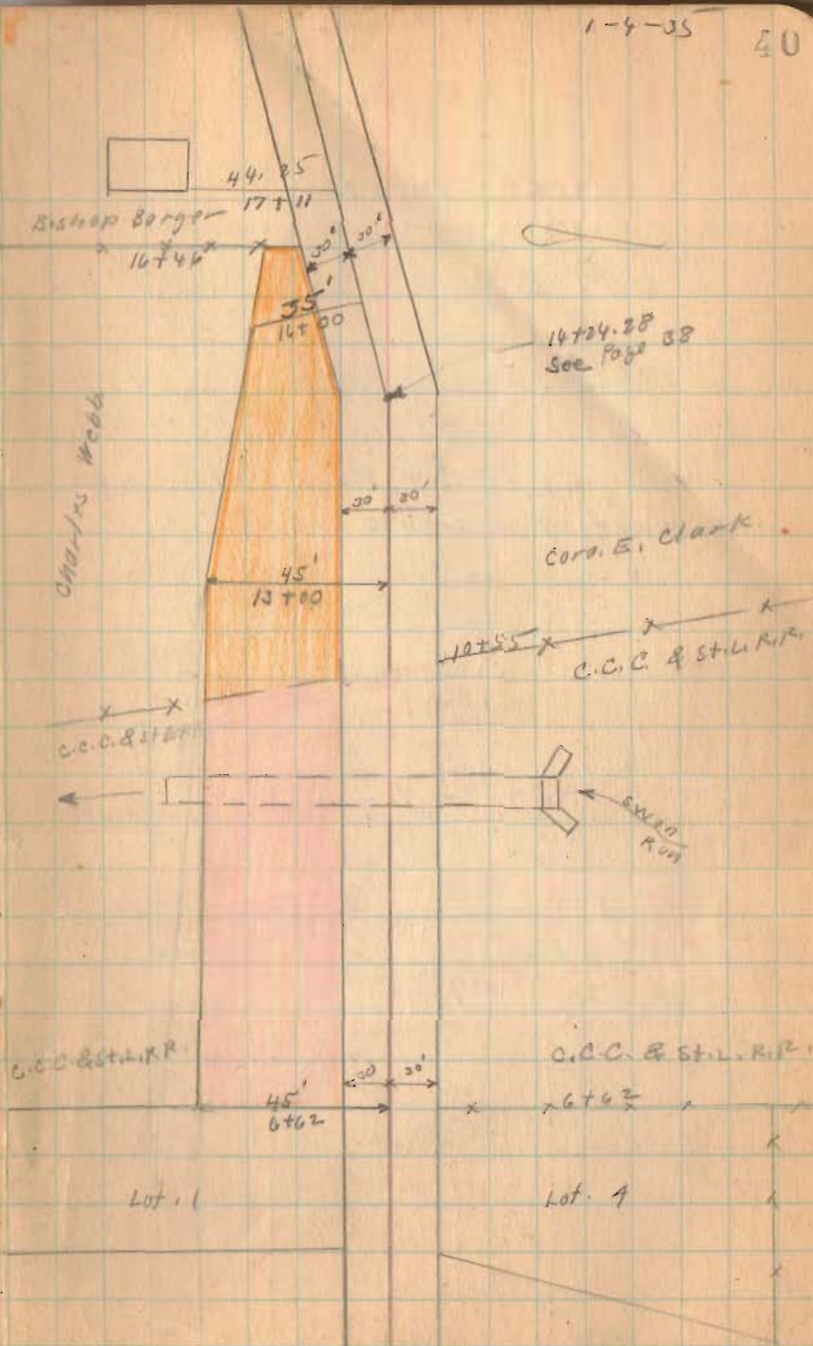 1-4-35
40
44.25
17+11
Bishop Barger
16+46
30'
30'
35'
16+00
14+24.28
See Page 38
Charles Webb
30'
30'
Cora. E. Clark
45'
13+00
10+55
C.C.C. & St.L. R.R.
C.C.C. & St.L.R.R.
Swan
Run
C.C.C. & St.L. R.R.
C.C.C. & St.L. R.R.
30'
30'
45'
6+62
6+62
Lot. 1
Lot. 4